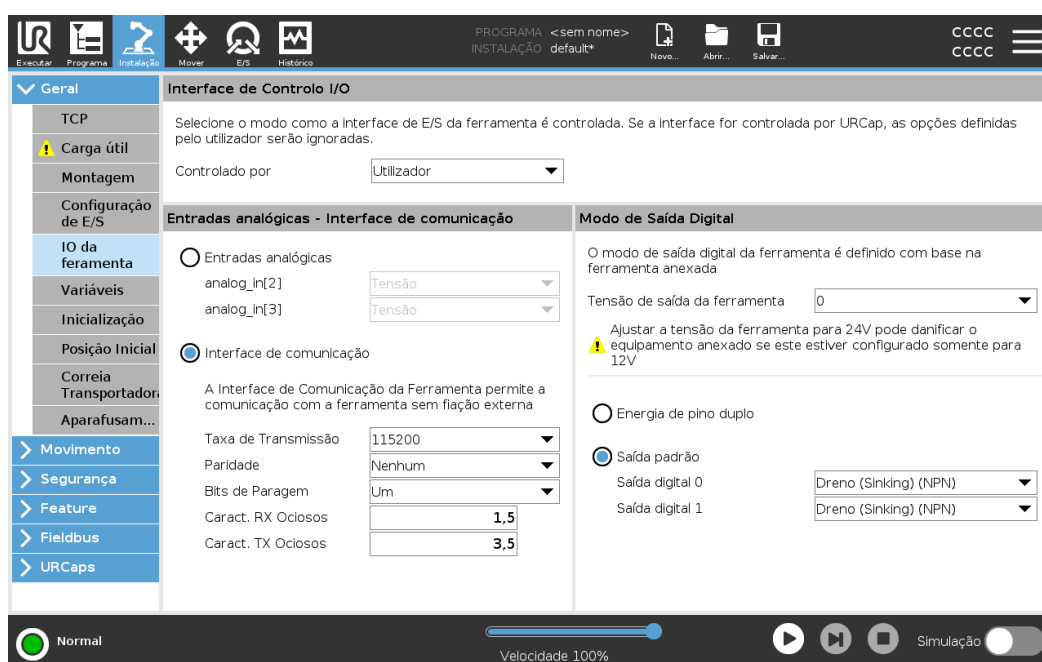 UR
PROGRAMA <sem nome>
INSTALAÇÃO default*
CCCC
CCCC
Executar Programa Instalação Mover E/S Histórico Novo... Abrir... Salvar...
Geral
TCP
Carga útil
Montagem
Configuração
de E/S
IO da
feramenta
Variáveis
Inicialização
Posição Inicial
Correia
Transportador
Aparafusam...
Movimento
Segurança
Feature
Fieldbus
URCaps
Interface de Controlo I/O
Selecione o modo como a interface de E/S da ferramenta é controlada. Se a interface for controlada por URCap, as opções definidas
pelo utilizador serão ignoradas.
Controlado por Utilizador
Entradas analógicas - Interface de comunicação
Entradas analógicas
analog_in[2] Tensão
analog_in[3] Tensão
Interface de comunicação
A Interface de Comunicação da Ferramenta permite a
comunicação com a ferramenta sem fiação externa
Taxa de Transmissão 115200
Paridade Nenhum
Bits de Paragem Um
Caract. RX Ociosos 1,5
Caract. TX Ociosos 3,5
Modo de Saída Digital
O modo de saída digital da ferramenta é definido com base na
ferramenta anexada
Tensão de saída da ferramenta 0
Ajustar a tensão da ferramenta para 24V pode danificar o
equipamento anexado se este estiver configurado somente para
12V
Energia de pino duplo
Saída padrão
Saída digital 0 Dreno (Sinking) (NPN)
Saída digital 1 Dreno (Sinking) (NPN)
Normal
Velocidade 100%
Simulação